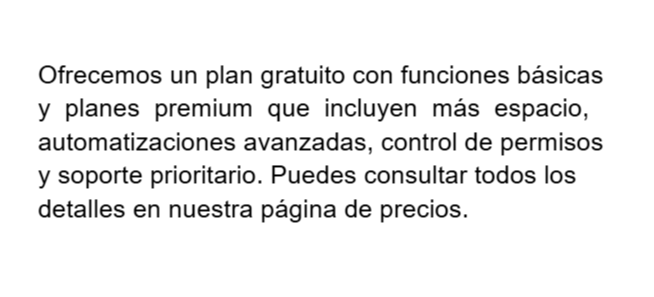 Ofrecemos un plan gratuito con funciones básicas
y planes premium que incluyen más espacio,
automatizaciones avanzadas, control de permisos
y soporte prioritario. Puedes consultar todos los
detalles en nuestra página de precios.